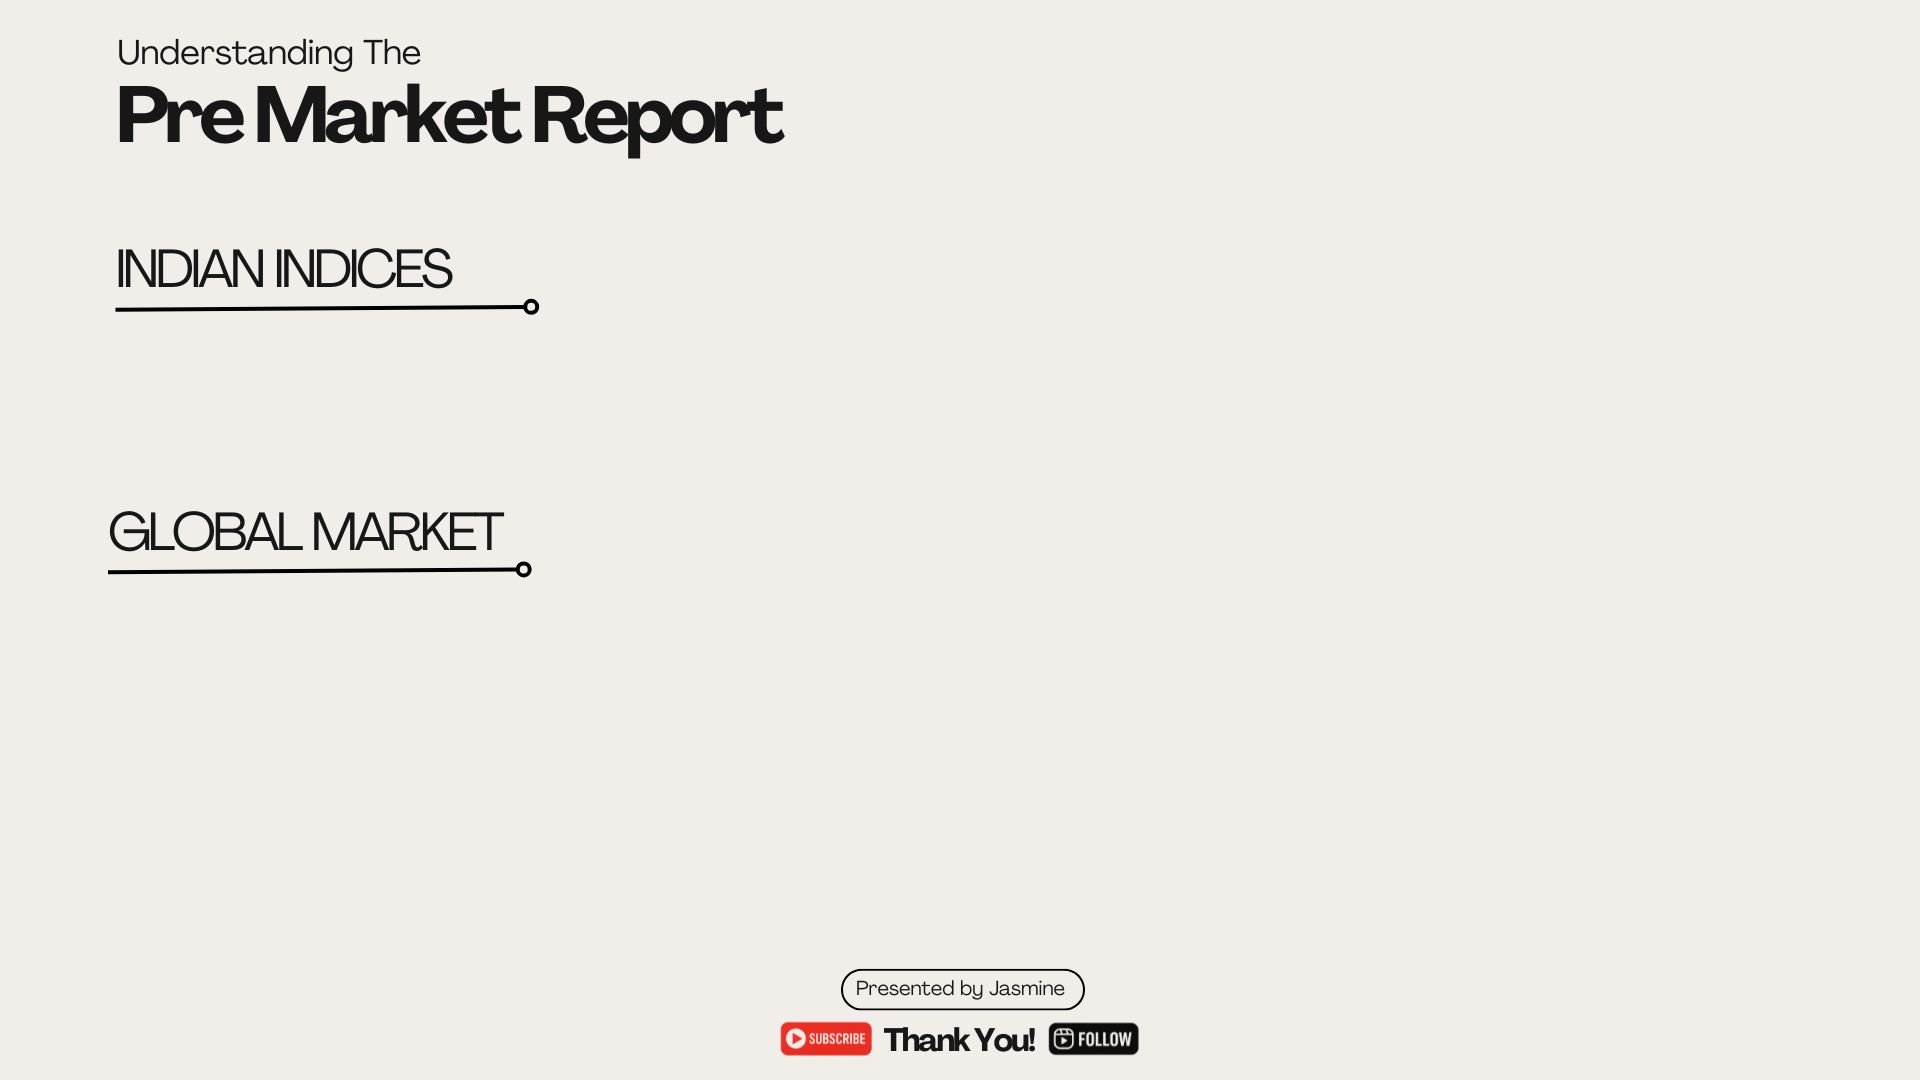 Understanding The
Pre Market Report
INDIAN INDICES
GLOBAL MARKET
Presented by Jasmine
SUBSCRIBE Thank You! FOLLOW